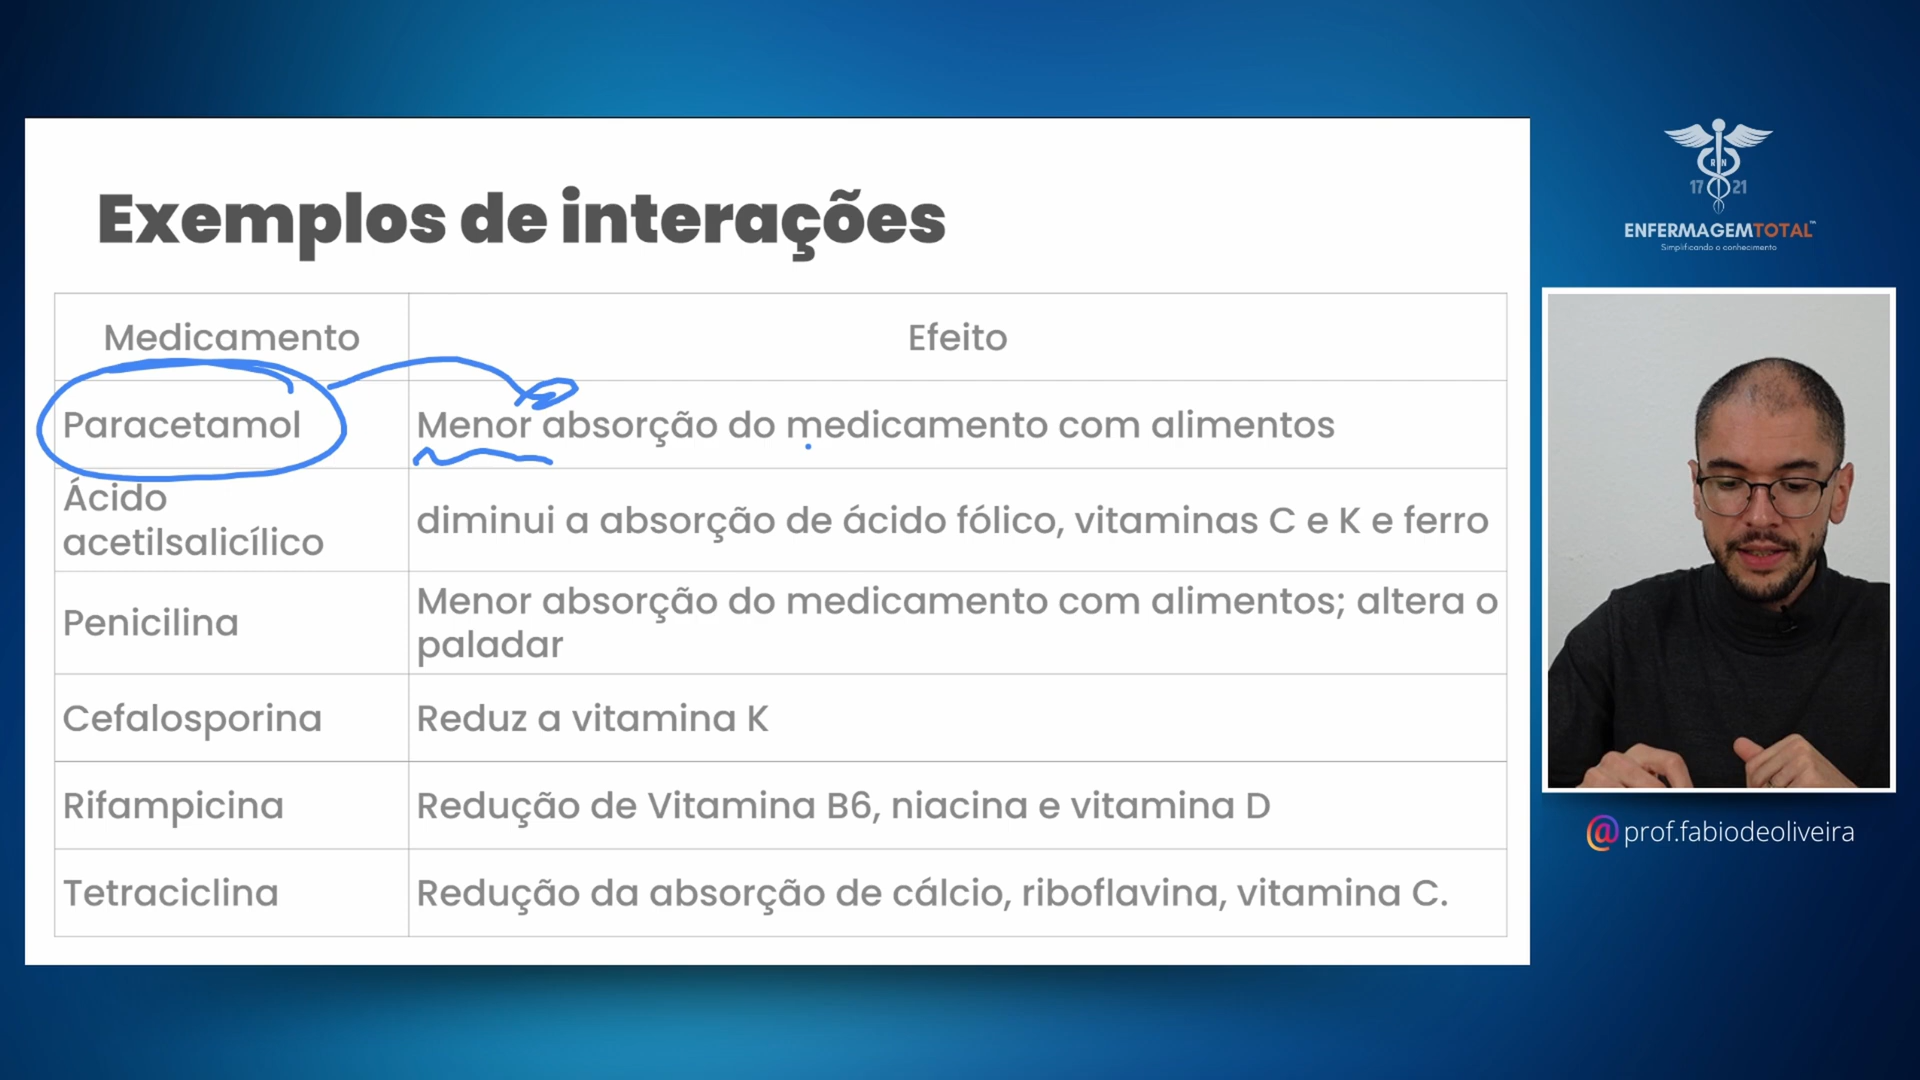 Exemplos de interações
Medicamento Efeito
Paracetamol Menor absorção do medicamento com alimentos
Ácido
acetilsalicílico diminui a absorção de ácido fólico, vitaminas C e K e ferro
Penicilina Menor absorção do medicamento com alimentos; altera o
paladar
Cefalosporina Reduz a vitamina K
Rifampicina Redução de Vitamina B6, niacina e vitamina D
Tetraciclina Redução da absorção de cálcio, riboflavina, vitamina C.
R N
17 21
ENFERMAGEMTOTAL™
Simplificando o conhecimento
@prof.fabiodeoliveira